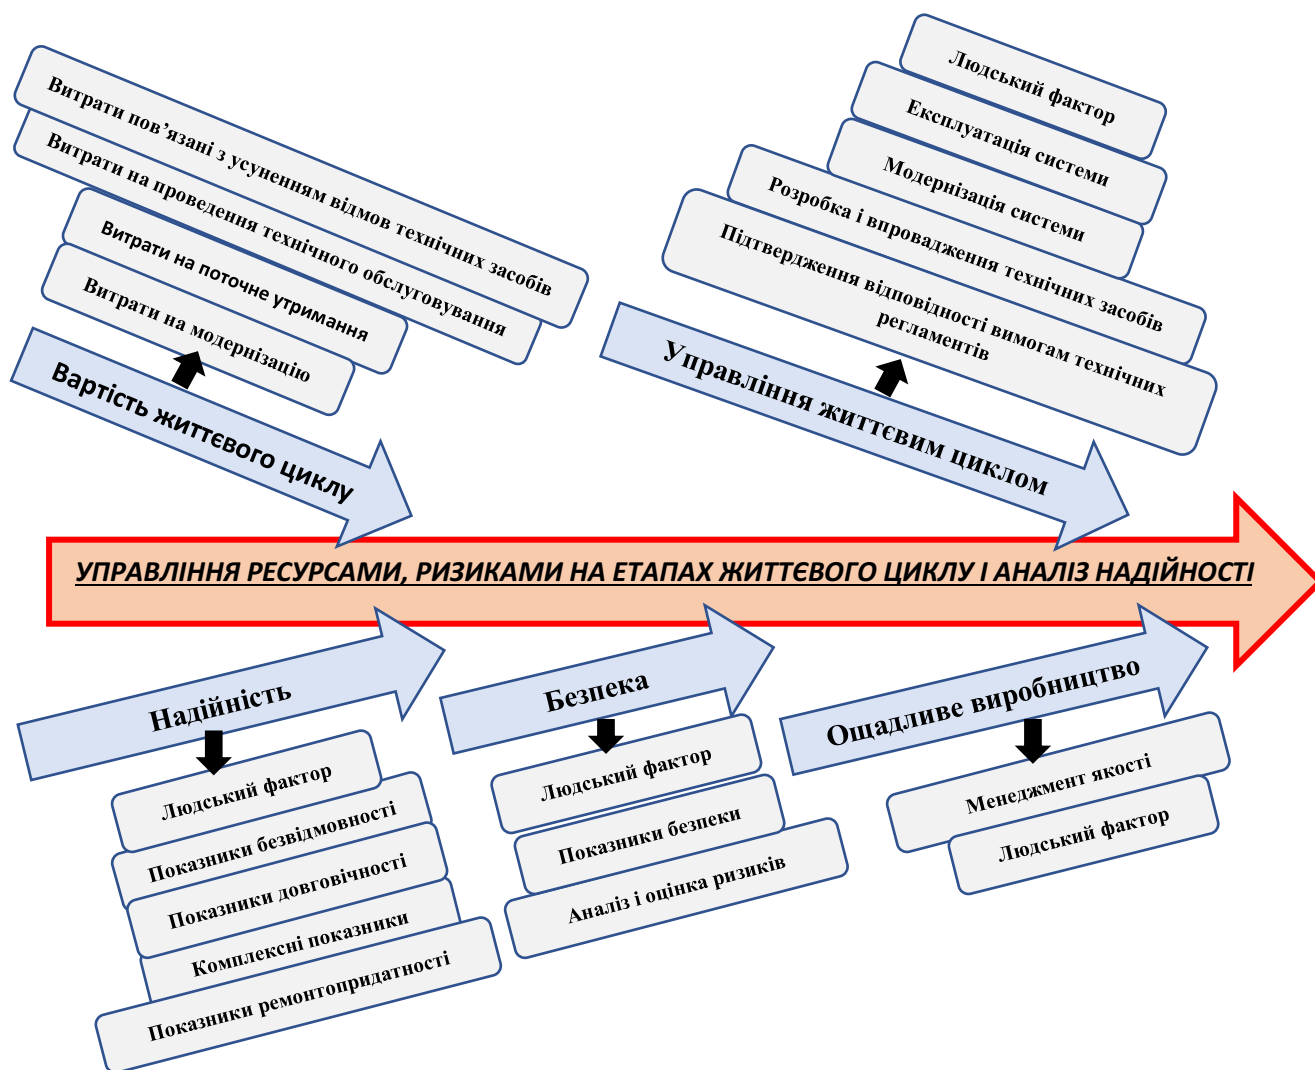 Витрати пов’язані з усуненням відмов технічних засобів
Витрати на проведення технічного обслуговування
Витрати на поточне утримання
Витрати на модернізацію
Вартість життєвого циклу
Людський фактор
Експлуатація системи
Модернізація системи
Розробка і впровадження технічних засобів
Підтвердження відповідності вимогам технічних
регламентів
Управління життєвим циклом
УПРАВЛІННЯ РЕСУРСАМИ, РИЗИКАМИ НА ЕТАПАХ ЖИТТЄВОГО ЦИКЛУ І АНАЛІЗ НАДІЙНОСТІ
Надійність
Людський фактор
Показники безвідмовності
Показники довговічності
Комплексні показники
Показники ремонтопридатності
Безпека
Людський фактор
Показники безпеки
Аналіз і оцінка ризиків
Ощадливе виробництво
Менеджмент якості
Людський фактор